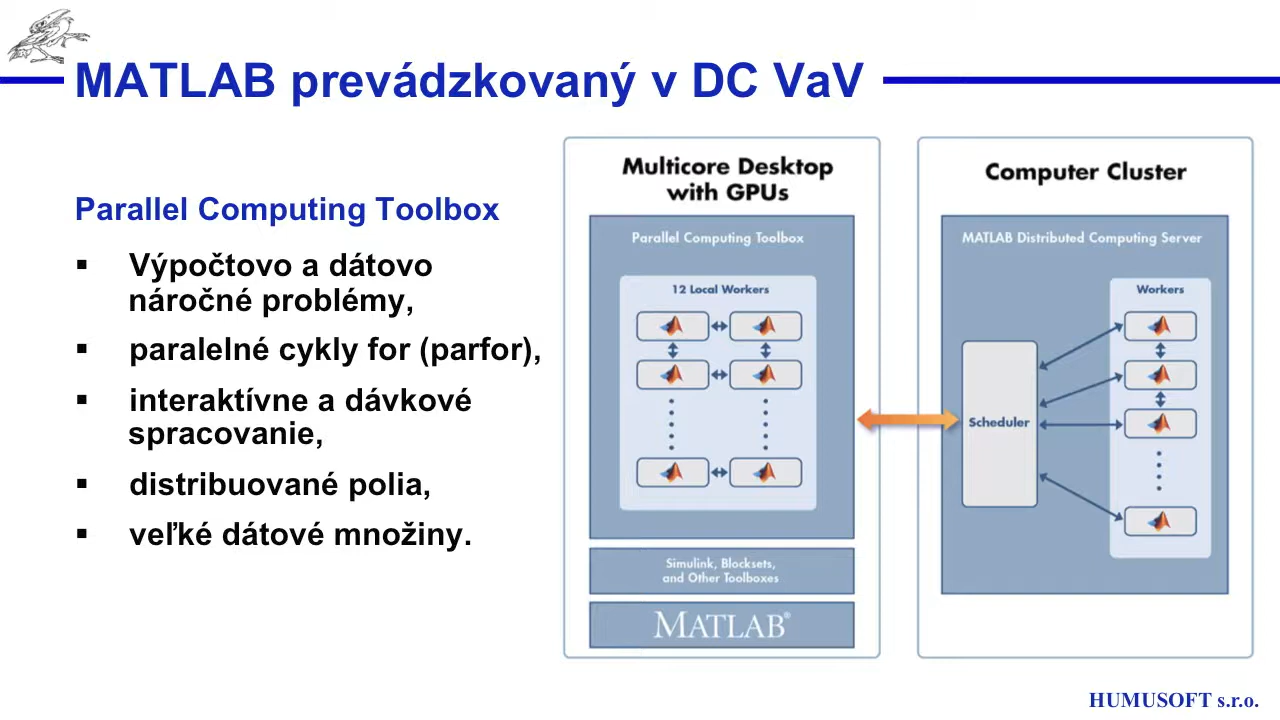 MATLAB prevádzkovaný v DC VaV
Parallel Computing Toolbox
▪ Výpočtovo a dátovo
náročné problémy,
▪ paralelné cykly for (parfor),
▪ interaktívne a dávkové
spracovanie,
▪ distribuované polia,
▪ veľké dátové množiny.
Multicore Desktop
with GPUs
Parallel Computing Toolbox
12 Local Workers
Simulink, Blocksets,
and Other Toolboxes
MATLAB®
Computer Cluster
MATLAB Distributed Computing Server
Workers
Scheduler
HUMUSOFT s.r.o.